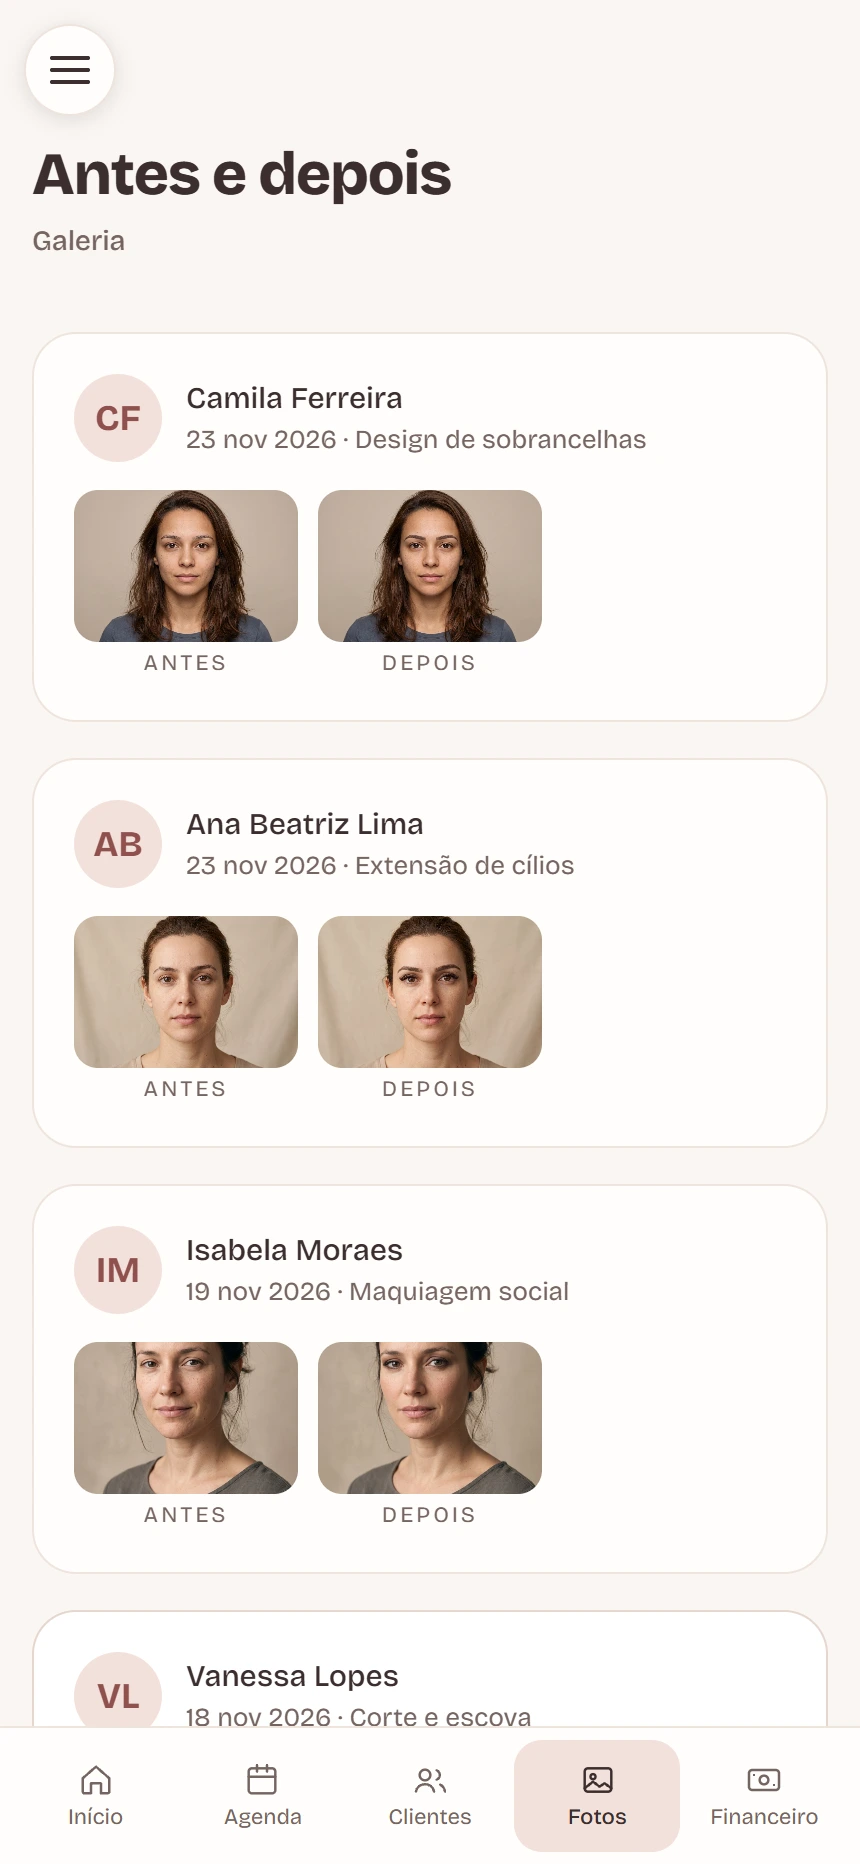 Antes e depois
Galeria
CF
Camila Ferreira
23 nov 2026 · Design de sobrancelhas
ANTES DEPOIS
AB
Ana Beatriz Lima
23 nov 2026 · Extensão de cílios
ANTES DEPOIS
IM
Isabela Moraes
19 nov 2026 · Maquiagem social
ANTES DEPOIS
VL
Vanessa Lopes
18 nov 2026 · Corte e escova
Início Agenda Clientes Fotos Financeiro